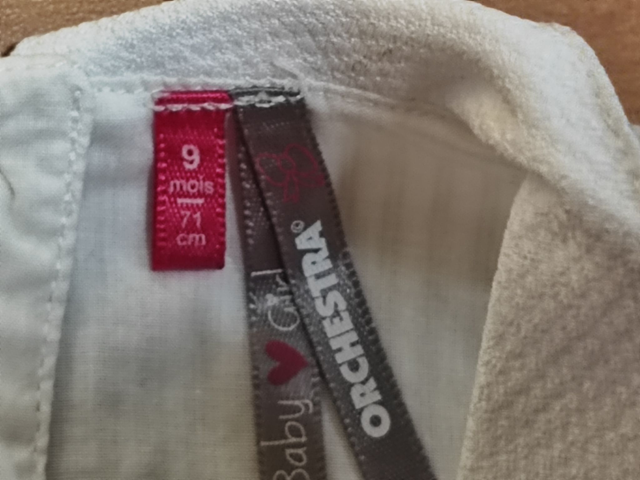 9
mois
71
cm
Baby Girl
ORCHESTRA®